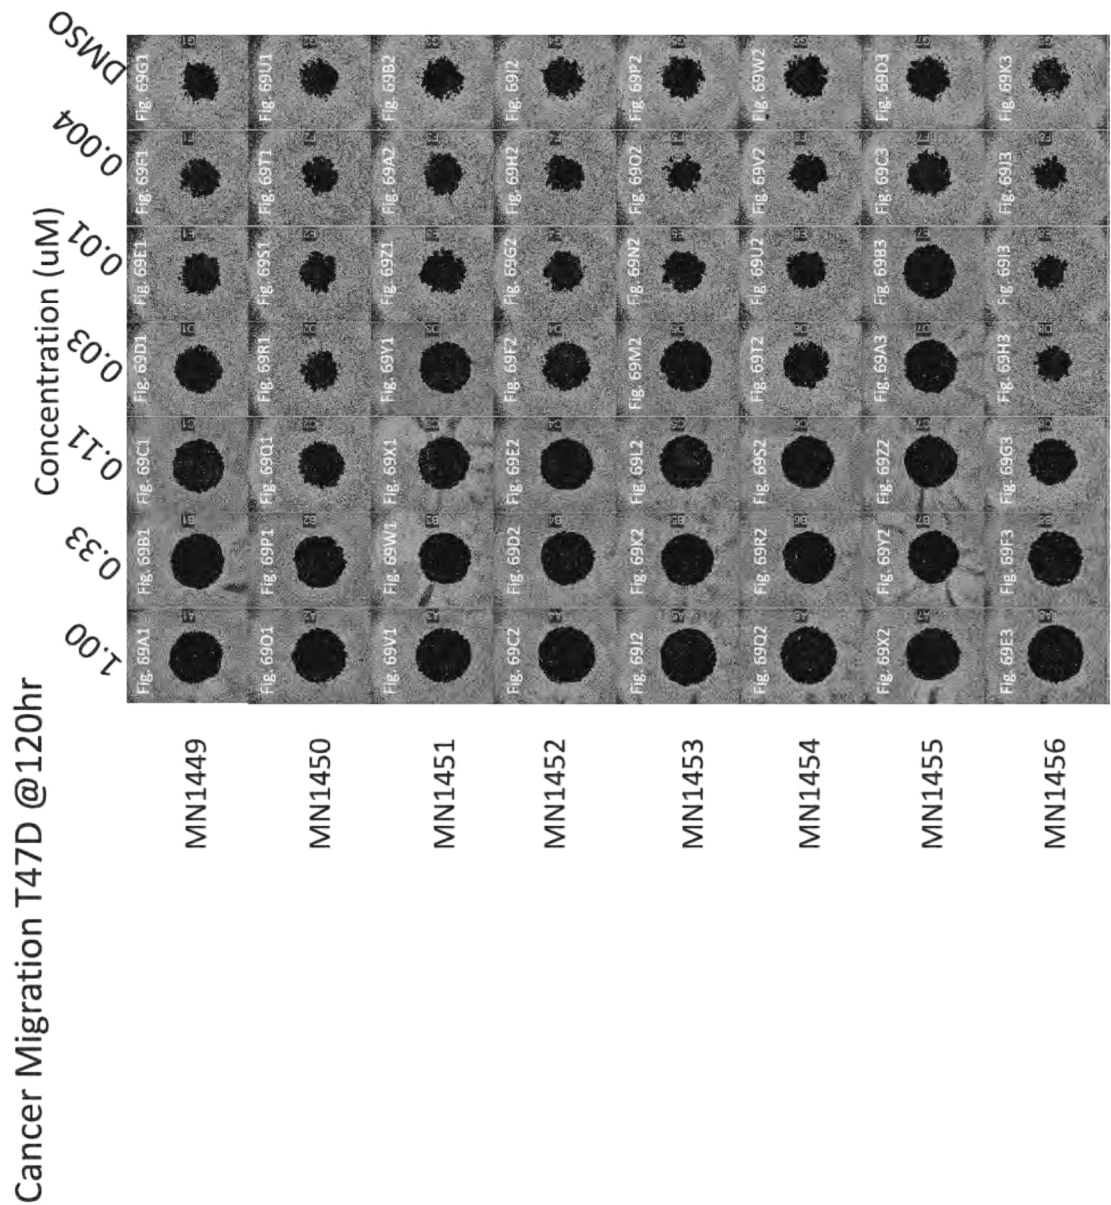 Cancer Migration T47D @120hr
Concentration (uM)
1.00 0.33 0.11 0.03 0.01 0.004 DMSO
MN1449 Fig. 69A1 Fig. 69B1 Fig. 69C1 Fig. 69D1 Fig. 69E1 Fig. 69F1 Fig. 69G1
MN1450 Fig. 69O1 Fig. 69P1 Fig. 69Q1 Fig. 69R1 Fig. 69S1 Fig. 69T1 Fig. 69U1
MN1451 Fig. 69V1 Fig. 69W1 Fig. 69X1 Fig. 69Y1 Fig. 69Z1 Fig. 69A2 Fig. 69B2
MN1452 Fig. 69C2 Fig. 69D2 Fig. 69E2 Fig. 69F2 Fig. 69G2 Fig. 69H2 Fig. 69I2
MN1453 Fig. 69J2 Fig. 69K2 Fig. 69L2 Fig. 69M2 Fig. 69N2 Fig. 69O2 Fig. 69P2
MN1454 Fig. 69Q2 Fig. 69R2 Fig. 69S2 Fig. 69T2 Fig. 69U2 Fig. 69V2 Fig. 69W2
MN1455 Fig. 69X2 Fig. 69Y2 Fig. 69Z2 Fig. 69A3 Fig. 69B3 Fig. 69C3 Fig. 69D3
MN1456 Fig. 69E3 Fig. 69F3 Fig. 69G3 Fig. 69H3 Fig. 69I3 Fig. 69J3 Fig. 69K3